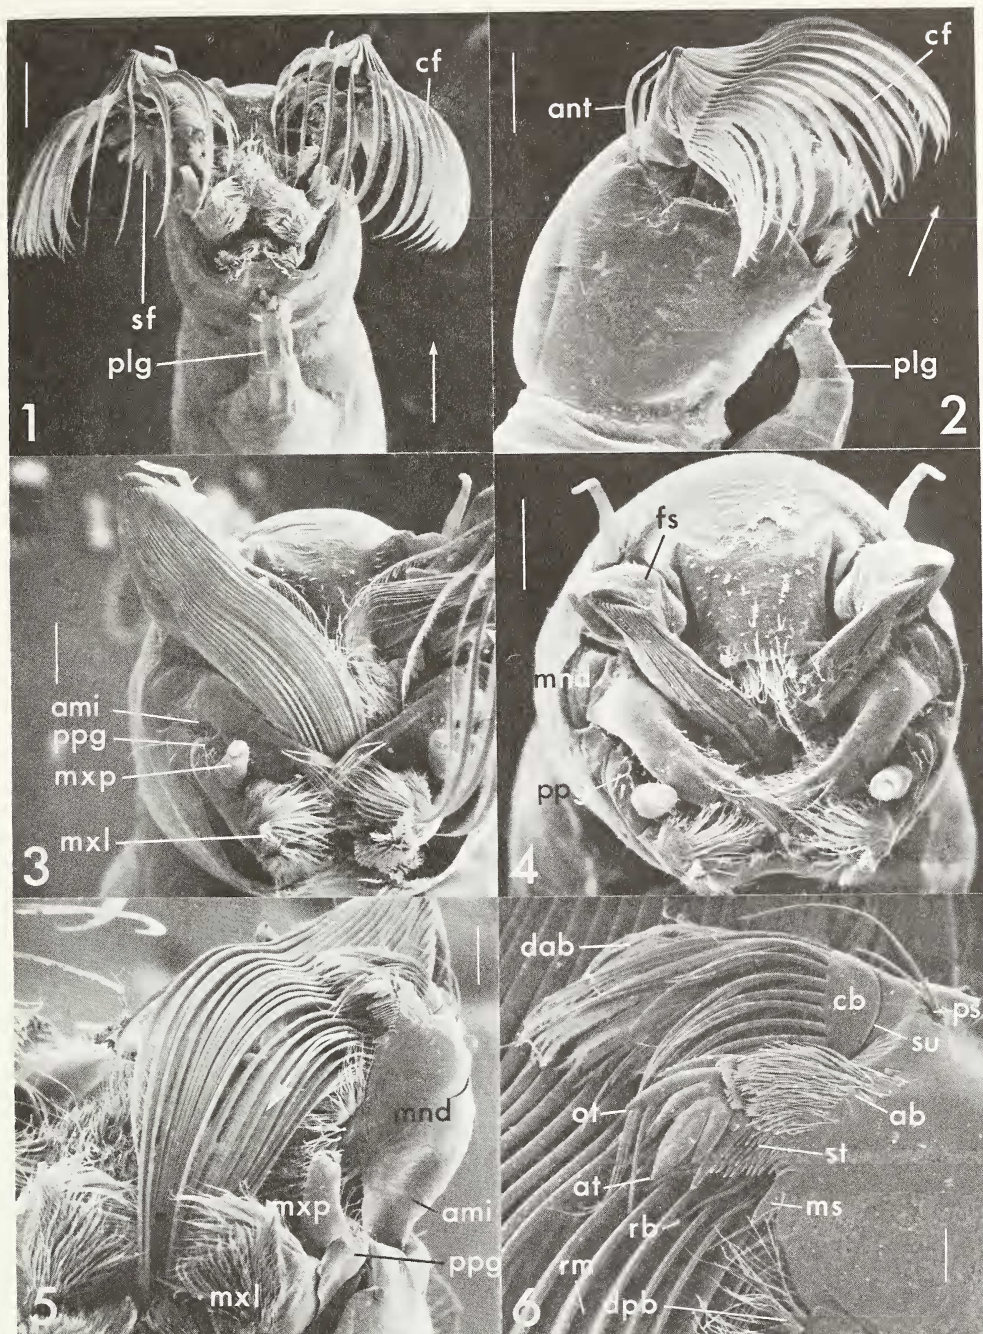 cf
sf
plg
1
ant
cf
plg
2
ami
ppg
mxp
mxl
3
fs
mnd
ppg
4
mnd
mxp
ami
ppg
mxl
5
dab
cb
ps
su
ab
ot
st
at
ms
rb
rm
dpb
6